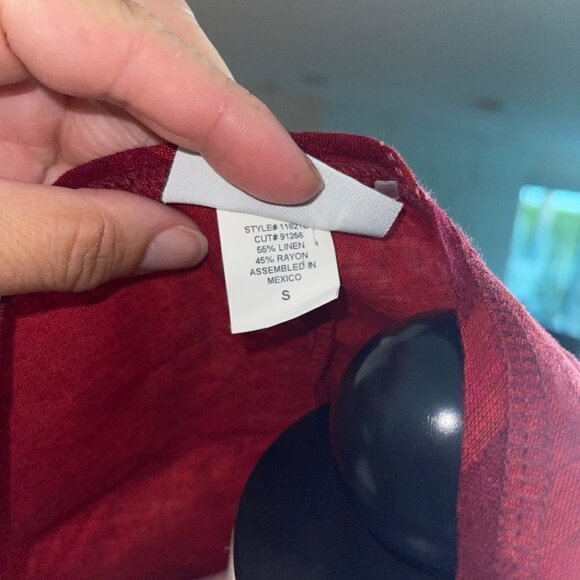 STYLE# 11821
CUT# 91256
55% LINEN
45% RAYON
ASSEMBLED IN
MEXICO
S